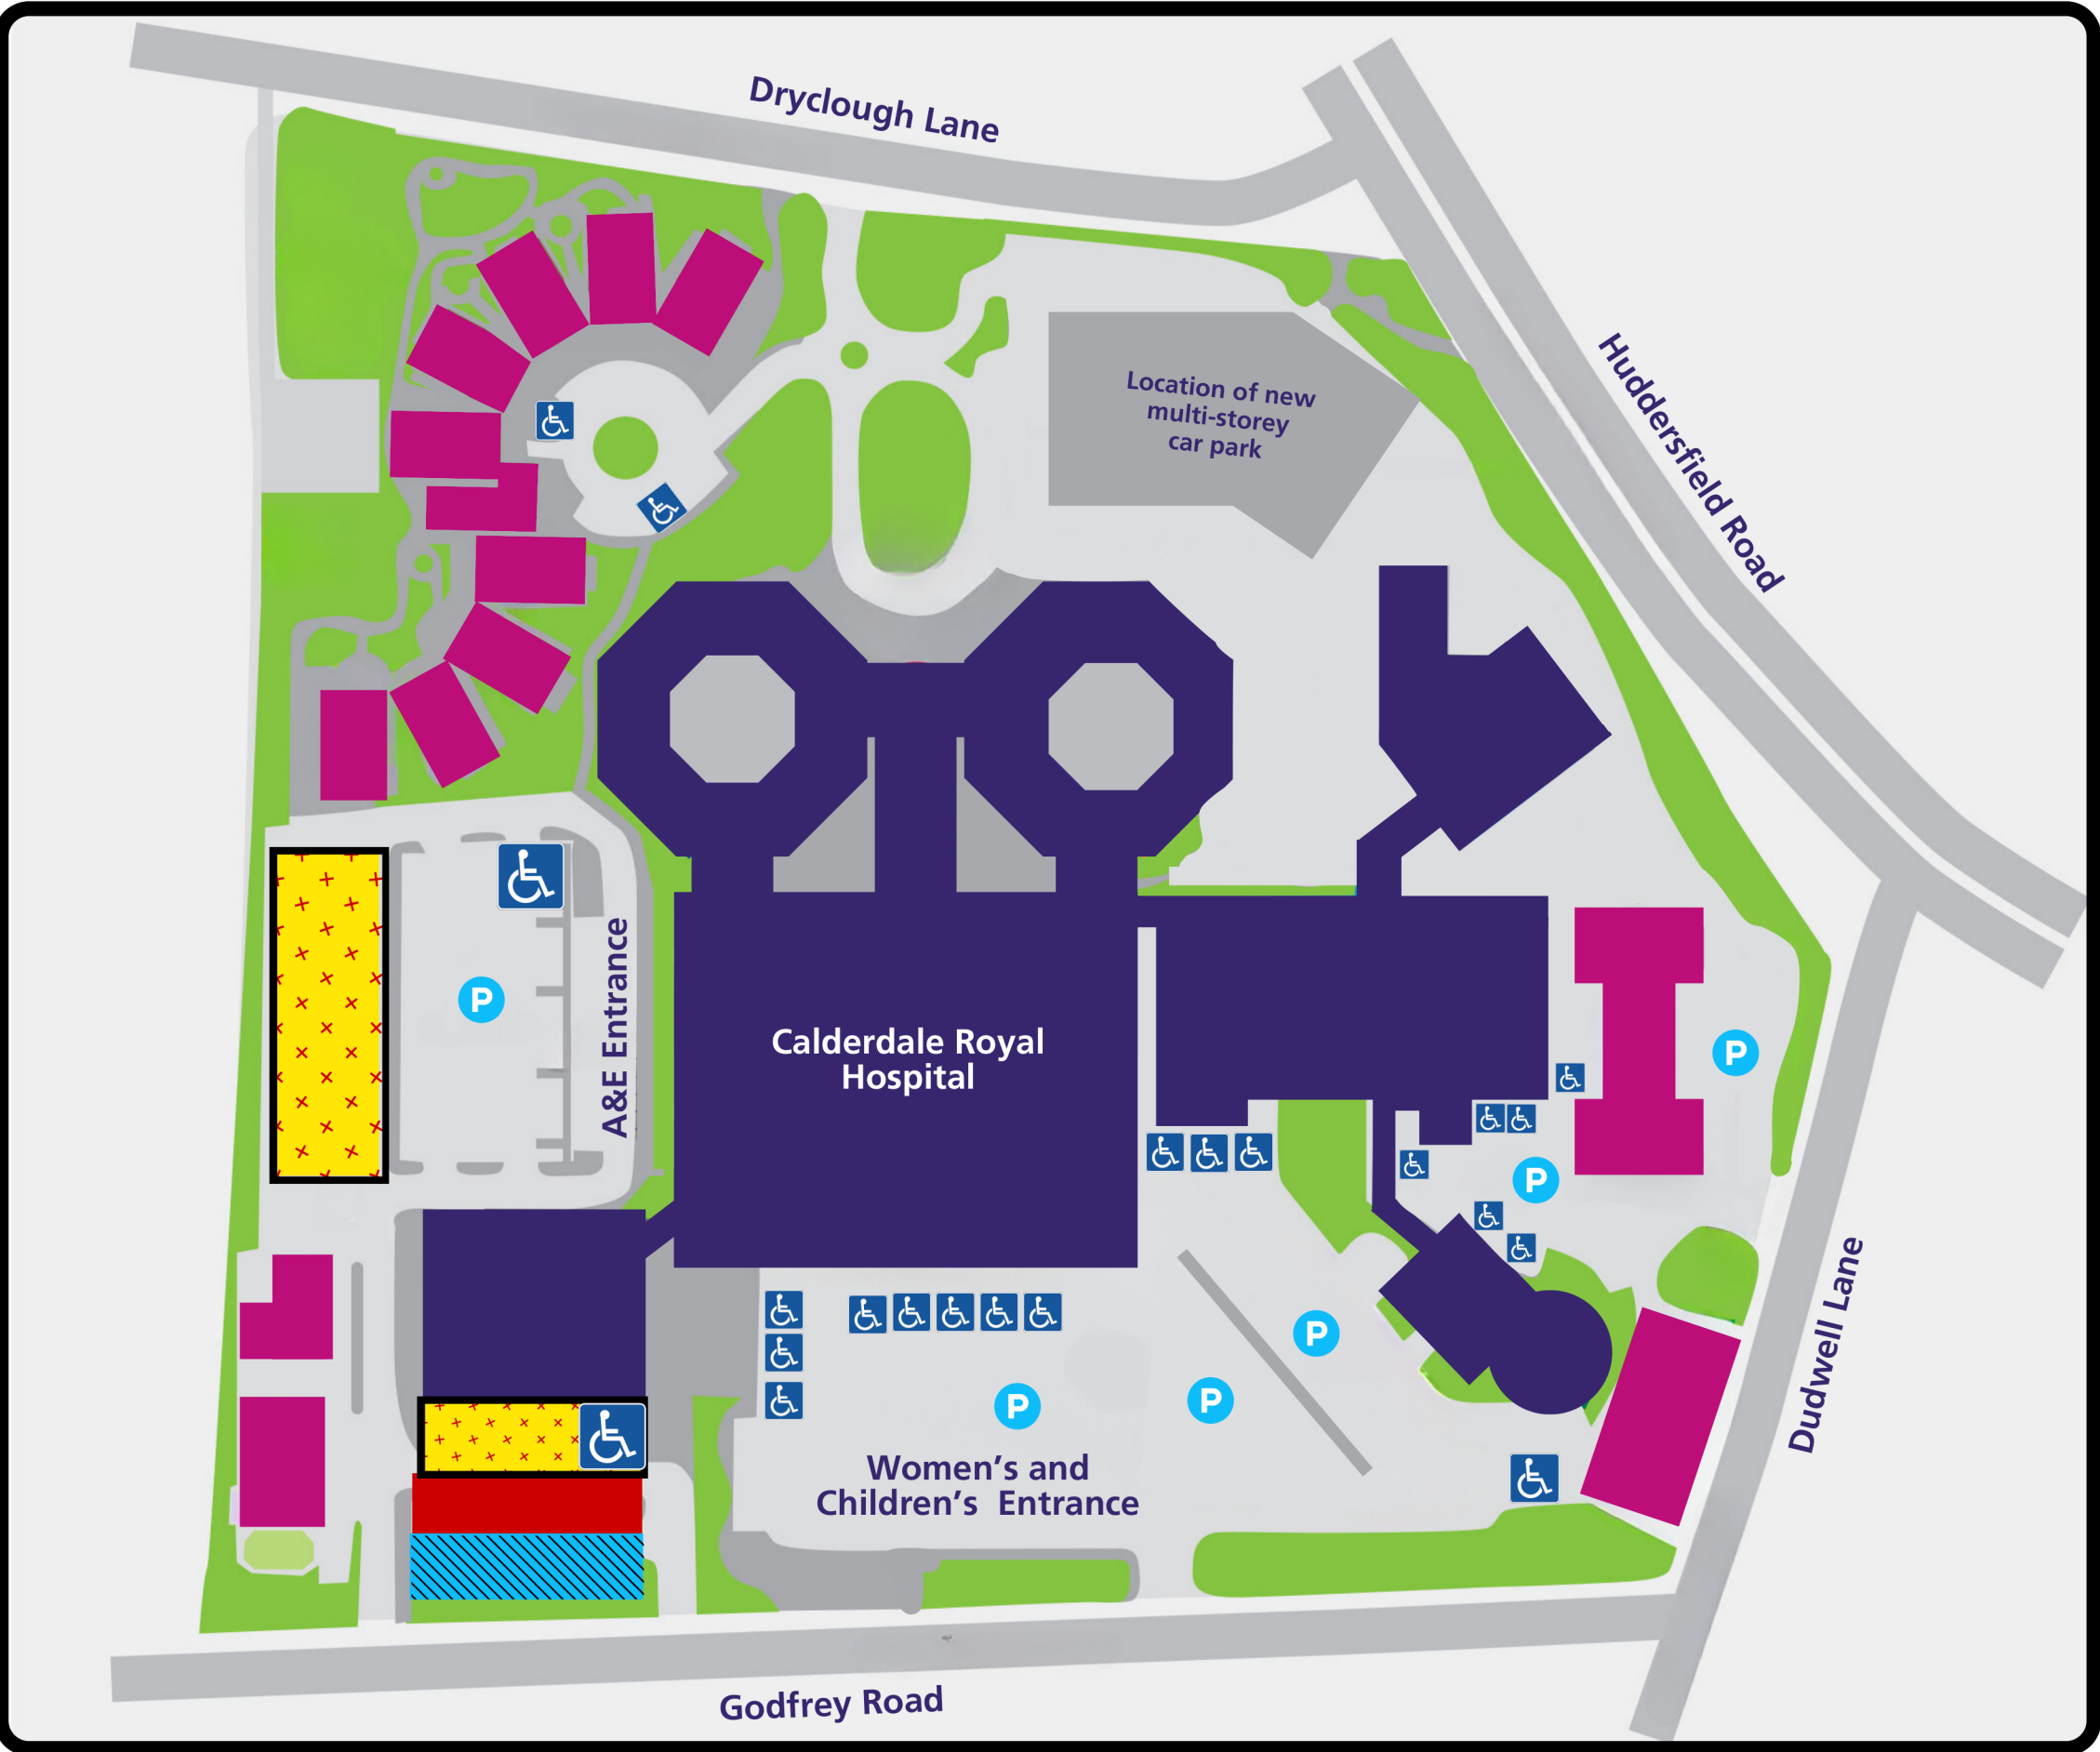 Dryclough Lane
Huddersfield Road
Location of new
multi-storey
car park
A&E Entrance
P
P
Calderdale Royal
Hospital
P
P
P
P
Women's and
Children's Entrance
Dudwell Lane
Godfrey Road